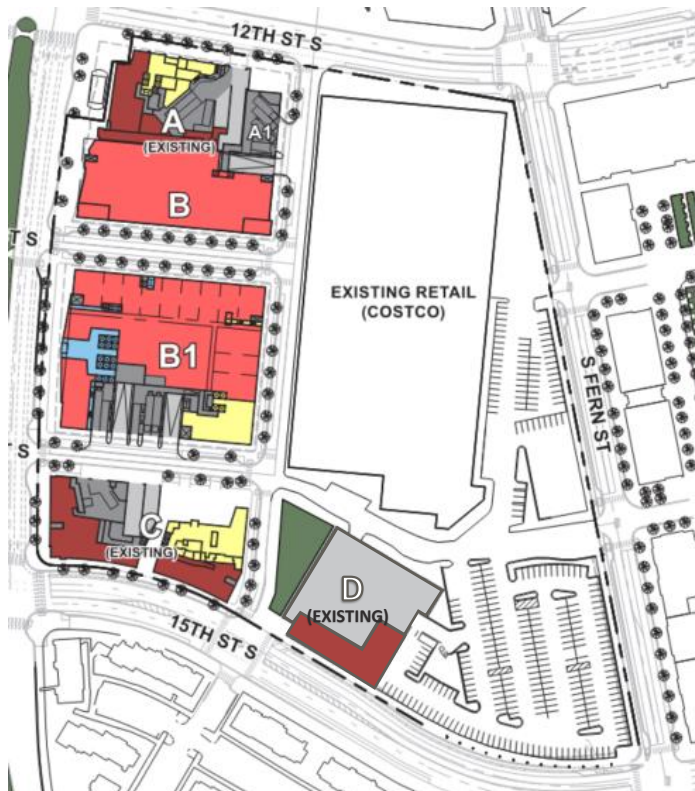 12TH ST S
A
(EXISTING)
A1
B
T S
EXISTING RETAIL
(COSTCO)
B1
S FERN ST
T S
C
(EXISTING)
D
(EXISTING)
15TH ST S